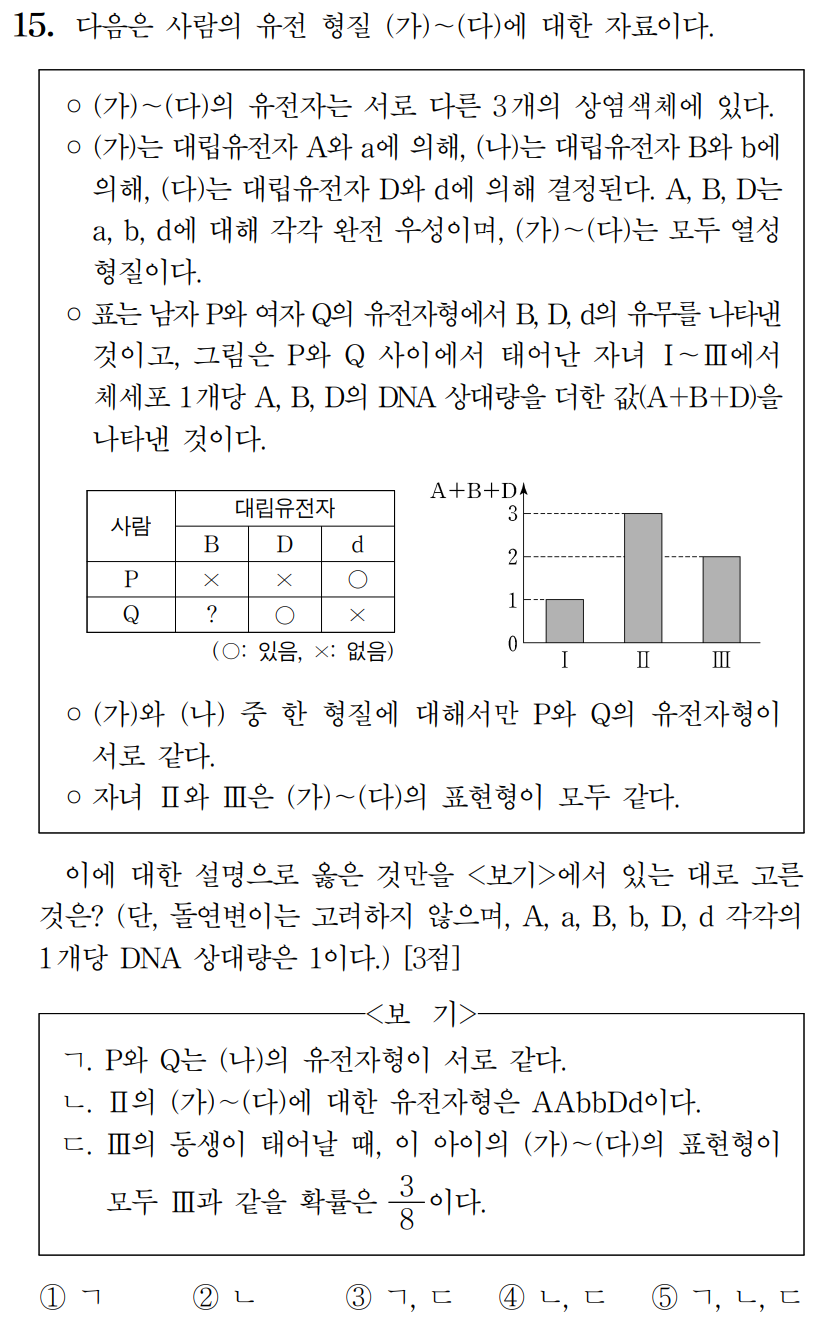 15. 다음은 사람의 유전 형질 (가)~(다)에 대한 자료이다.
○ (가)~(다)의 유전자는 서로 다른 3개의 상염색체에 있다.
○ (가)는 대립유전자 A와 a에 의해, (나)는 대립유전자 B와 b에
의해, (다)는 대립유전자 D와 d에 의해 결정된다. A, B, D는
a, b, d에 대해 각각 완전 우성이며, (가)~(다)는 모두 열성
형질이다.
○ 표는 남자 P와 여자 Q의 유전자형에서 B, D, d의 유무를 나타낸
것이고, 그림은 P와 Q 사이에서 태어난 자녀 Ⅰ~Ⅲ에서
체세포 1개당 A, B, D의 DNA 상대량을 더한 값(A+B+D)을
나타낸 것이다.
사람 대립유전자
B D d
P × × ○
Q ? ○ ×
(○: 있음, ×: 없음)
A+B+D
3
2
1
0
Ⅰ Ⅱ Ⅲ
○ (가)와 (나) 중 한 형질에 대해서만 P와 Q의 유전자형이
서로 같다.
○ 자녀 Ⅱ와 Ⅲ은 (가)~(다)의 표현형이 모두 같다.
이에 대한 설명으로 옳은 것만을 <보기>에서 있는 대로 고른
것은? (단, 돌연변이는 고려하지 않으며, A, a, B, b, D, d 각각의
1개당 DNA 상대량은 1이다.) [3점]
<보 기>
ㄱ. P와 Q는 (나)의 유전자형이 서로 같다.
ㄴ. Ⅱ의 (가)~(다)에 대한 유전자형은 AAbbDd이다.
ㄷ. Ⅲ의 동생이 태어날 때, 이 아이의 (가)~(다)의 표현형이
모두 Ⅲ과 같을 확률은 3/8이다.
① ㄱ ② ㄴ ③ ㄱ, ㄷ ④ ㄴ, ㄷ ⑤ ㄱ, ㄴ, ㄷ